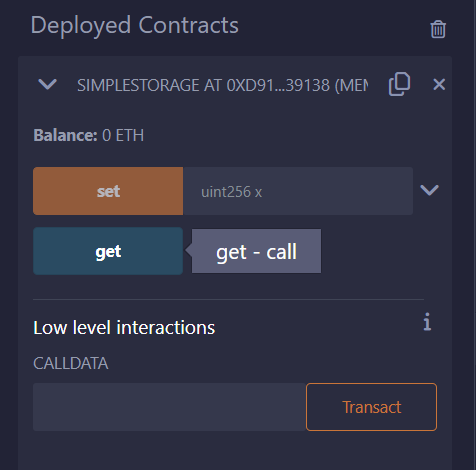 Deployed Contracts
SIMPLESTORAGE AT 0XD91...39138 (MEM
Balance: 0 ETH
set uint256 x
get get - call
Low level interactions
CALLDATA
Transact